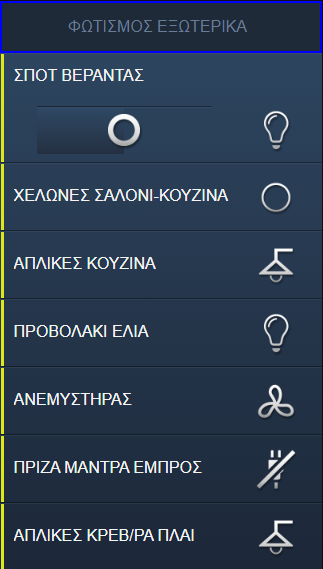 ΦΩΤΙΣΜΟΣ ΕΞΩΤΕΡΙΚΑ
ΣΠΟΤ ΒΕΡΑΝΤΑΣ
ΧΕΛΩΝΕΣ ΣΑΛΟΝΙ-ΚΟΥΖΙΝΑ
ΑΠΛΙΚΕΣ ΚΟΥΖΙΝΑ
ΠΡΟΒΟΛΑΚΙ ΕΛΙΑ
ΑΝΕΜΥΣΤΗΡΑΣ
ΠΡΙΖΑ ΜΑΝΤΡΑ ΕΜΠΡΟΣ
ΑΠΛΙΚΕΣ ΚΡΕΒ/ΡΑ ΠΛΑΙ